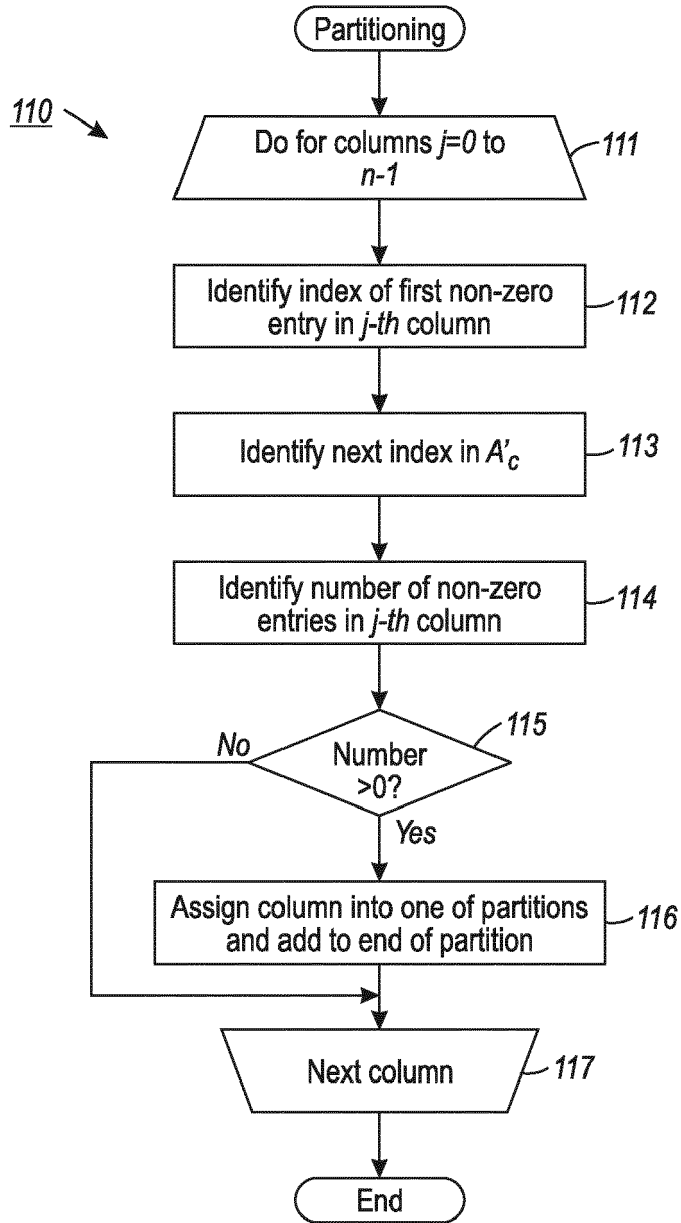 Partitioning
110
Do for columns j=0 to
n-1
111
Identify index of first non-zero
entry in j-th column
112
Identify next index in A'c
113
Identify number of non-zero
entries in j-th column
114
115
No
Number
>0?
Yes
Assign column into one of partitions
and add to end of partition
116
Next column
117
End